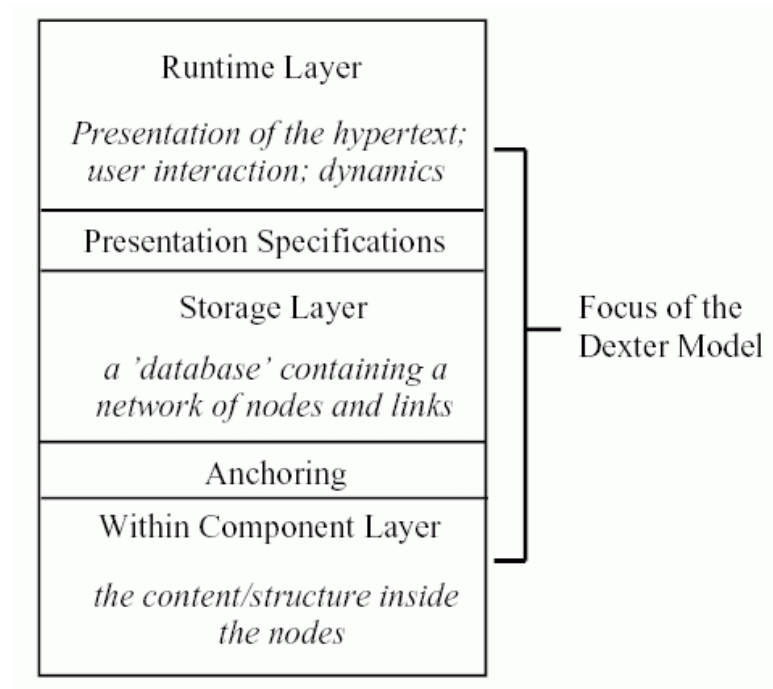 Runtime Layer
Presentation of the hypertext;
user interaction; dynamics
Presentation Specifications
Storage Layer
a 'database' containing a
network of nodes and links
Anchoring
Within Component Layer
the content/structure inside
the nodes
Focus of the
Dexter Model